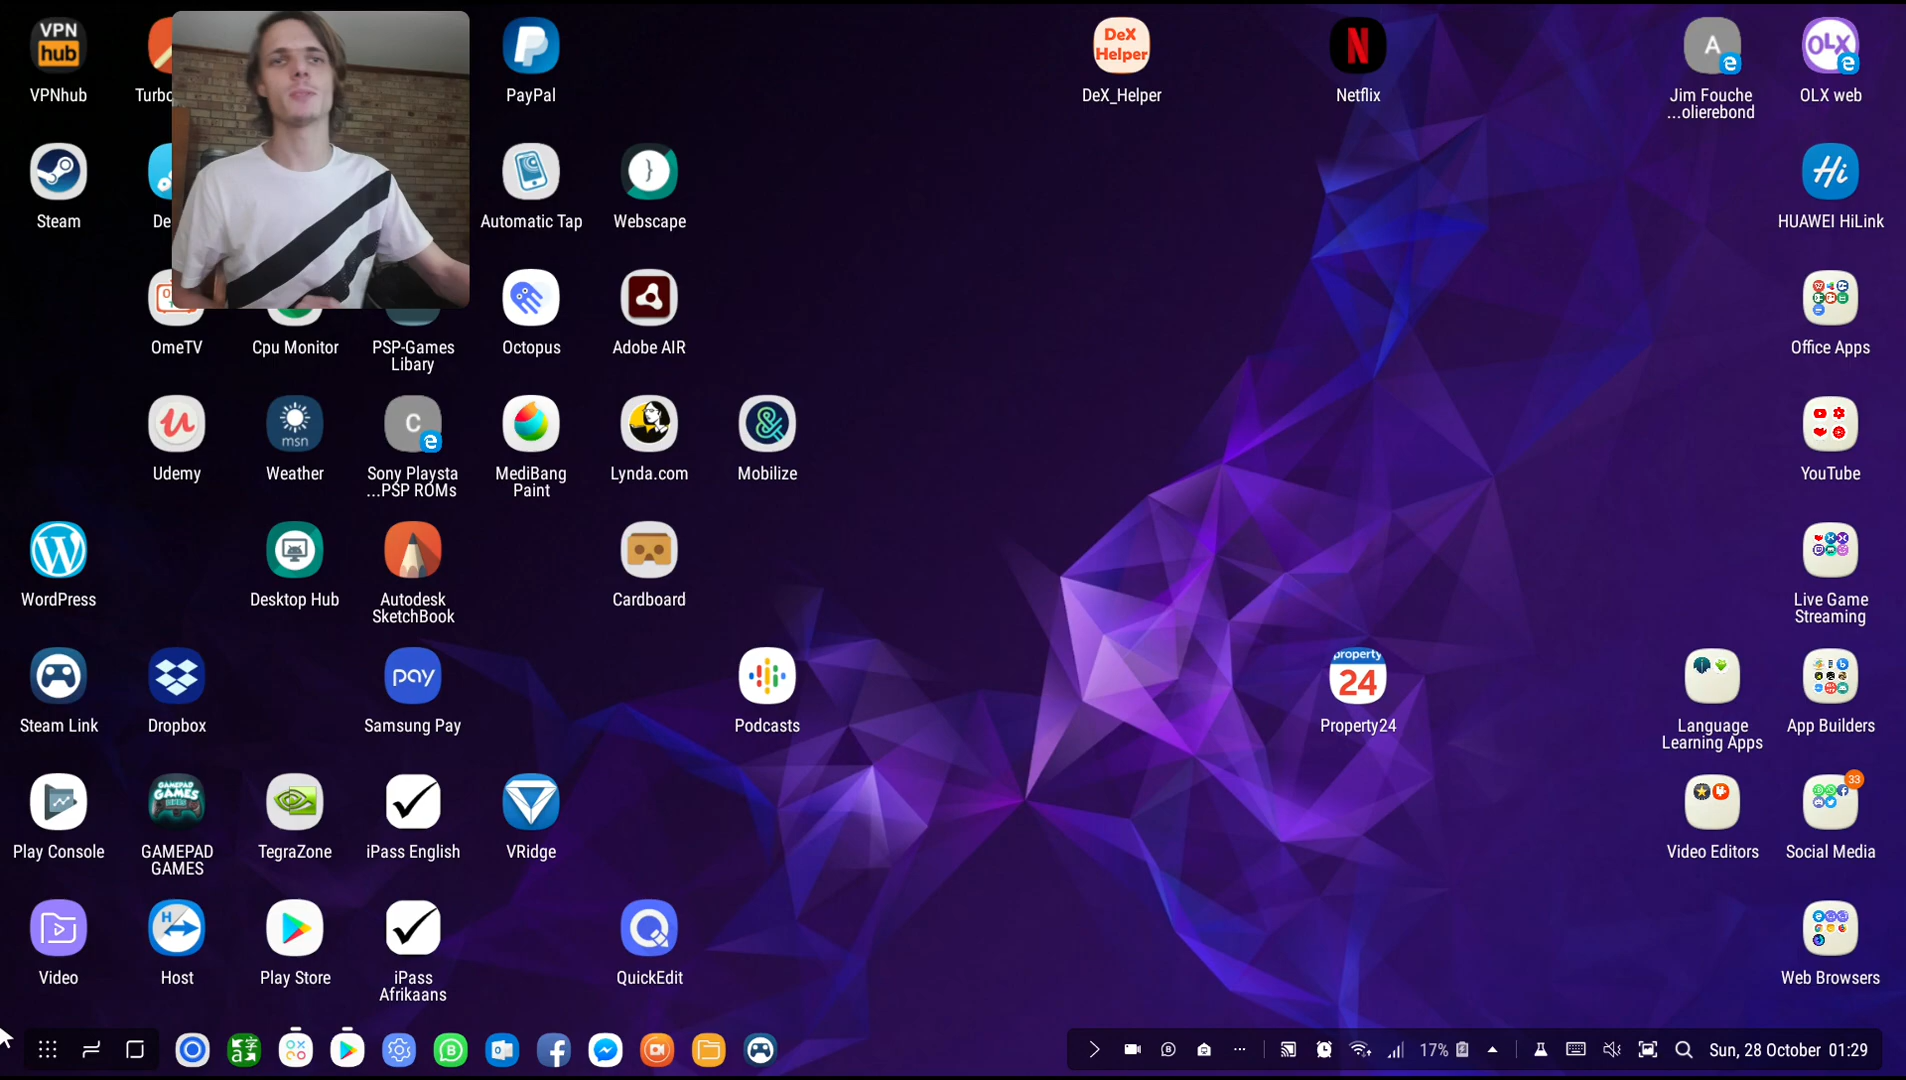 VPN
hub
VPNhub
Turbo
PayPal
DeX
Helper
DeX_Helper
N
Netflix
A
Jim Fouche
...olierebond
OLX
OLX web
Steam
De
Automatic Tap
}
Webscape
Hi
HUAWEI HiLink
OmeTV
Cpu Monitor
PSP-Games
Libary
Octopus
Adobe AIR
Office Apps
Udemy
msn
Weather
C
Sony Playsta
...PSP ROMs
MediBang
Paint
Lynda.com
&
Mobilize
YouTube
WordPress
Desktop Hub
Autodesk
SketchBook
Cardboard
Live Game
Streaming
Steam Link
Dropbox
pay
Samsung Pay
Podcasts
property
24
Property24
Language
Learning Apps
App Builders
Play Console
GAMEPAD
GAMES
GAMEPAD
GAMES
TegraZone
iPass English
VRidge
Video Editors
33
Social Media
Video
H
Host
Play Store
iPass
Afrikaans
QuickEdit
Web Browsers
17%
Sun, 28 October 01:29